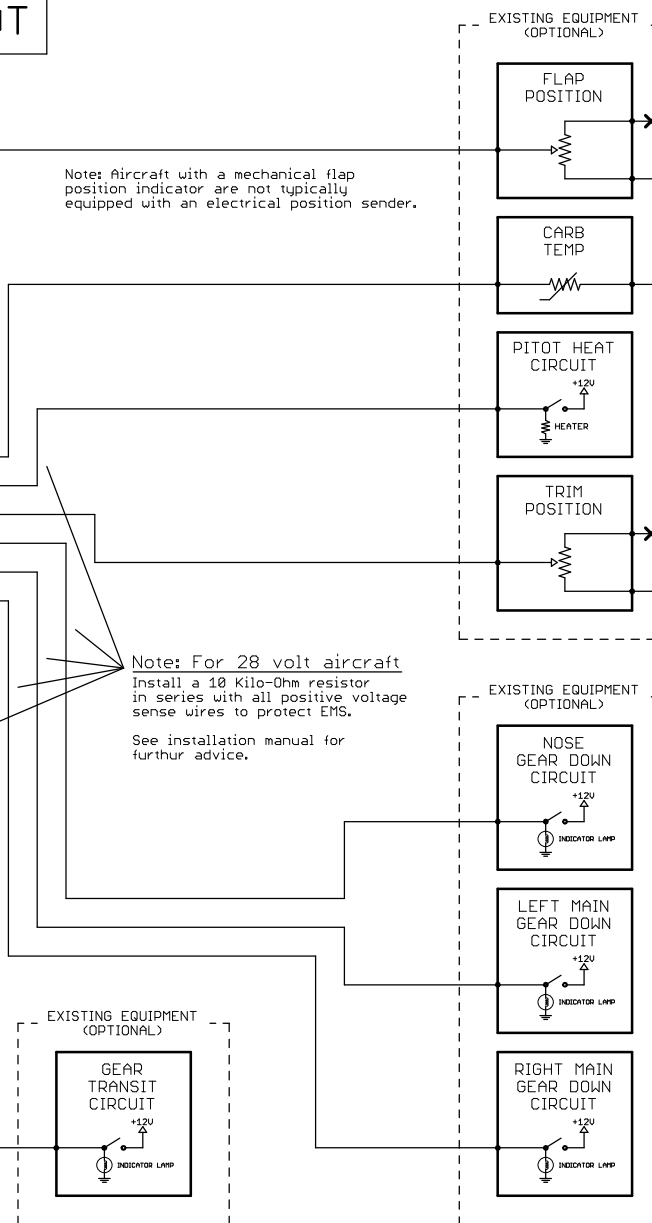 EXISTING EQUIPMENT
(OPTIONAL)
FLAP
POSITION
Note: Aircraft with a mechanical flap
position indicator are not typically
equipped with an electrical position sender.
CARB
TEMP
PITOT HEAT
CIRCUIT
+12V
HEATER
TRIM
POSITION
Note: For 28 volt aircraft
Install a 10 Kilo-Ohm resistor
in series with all positive voltage
sense wires to protect EMS.
See installation manual for
furthur advice.
EXISTING EQUIPMENT
(OPTIONAL)
NOSE
GEAR DOWN
CIRCUIT
+12V
INDICATOR LAMP
LEFT MAIN
GEAR DOWN
CIRCUIT
+12V
INDICATOR LAMP
EXISTING EQUIPMENT
(OPTIONAL)
GEAR
TRANSIT
CIRCUIT
+12V
INDICATOR LAMP
RIGHT MAIN
GEAR DOWN
CIRCUIT
+12V
INDICATOR LAMP